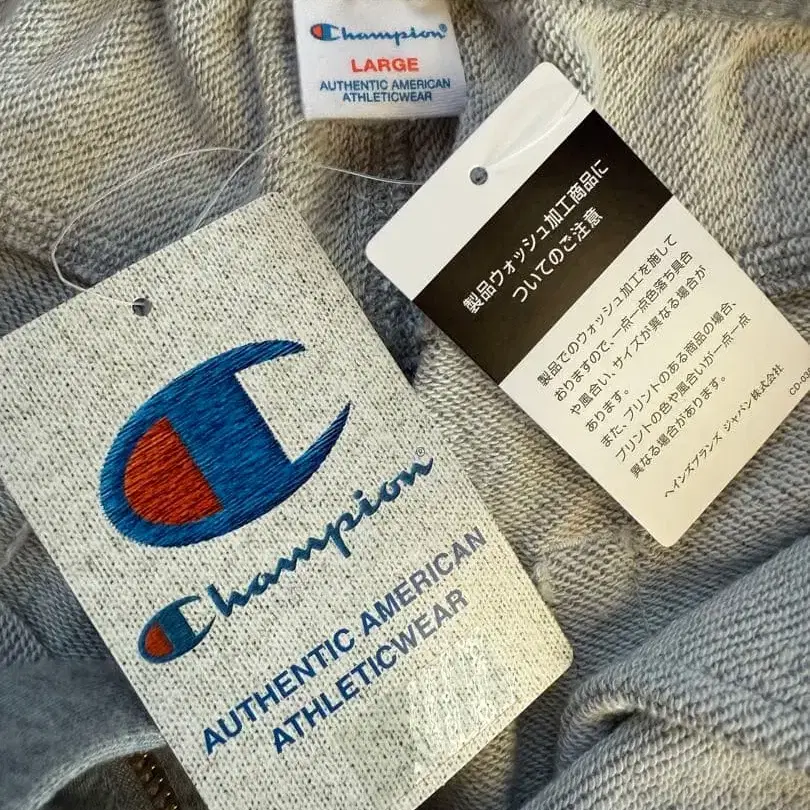 Champion®
LARGE
AUTHENTIC AMERICAN
ATHLETICWEAR
製品ウォッシュ加工商品に
ついてのご注意
製品でのウォッシュ加工を施して
おりますので、一点一点色落ち具合
や風合い、サイズが異なる場合が
あります。
また、プリントのある商品の場合、
プリントの色や風合いが一点一点
異なる場合があります。
ヘインズブランズ ジャパン株式会社
Champion®
AUTHENTIC AMERICAN
ATHLETICWEAR